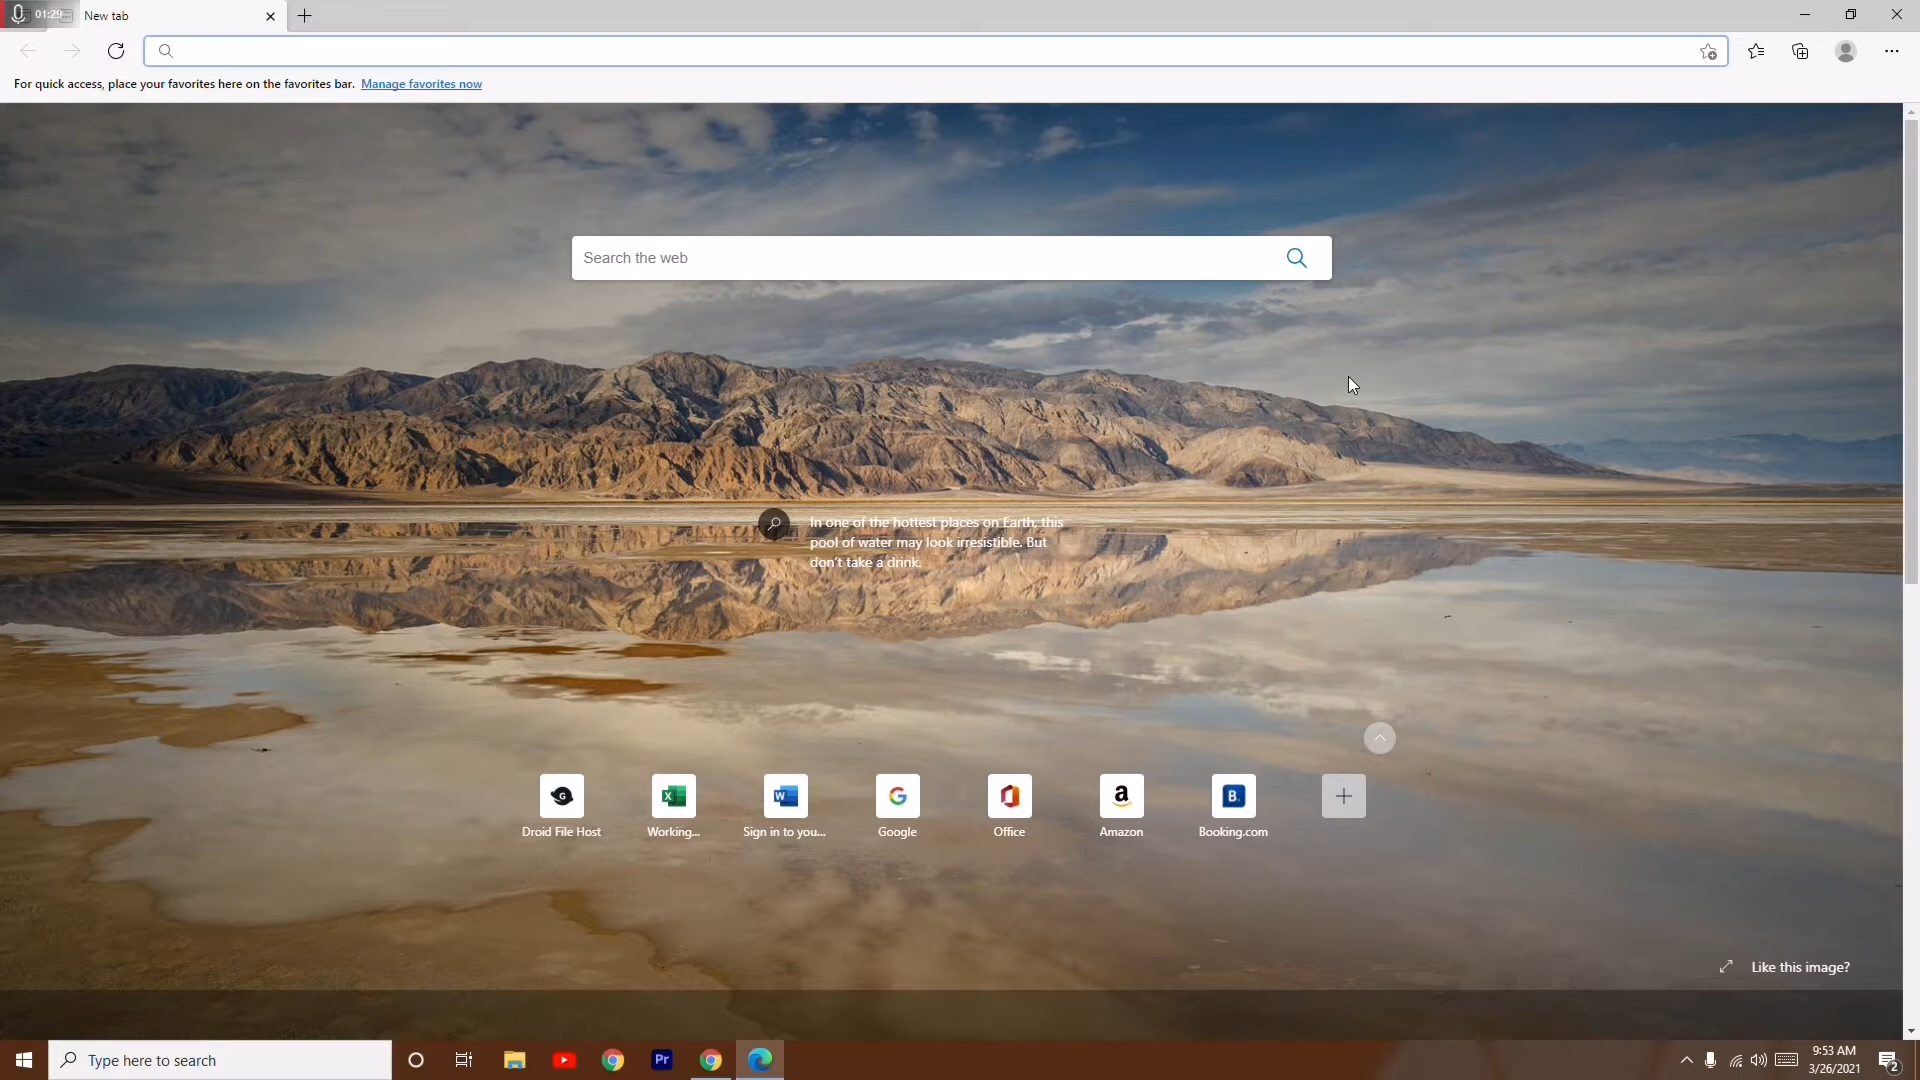 01:29
New tab
For quick access, place your favorites here on the favorites bar. Manage favorites now
Search the web
In one of the hottest places on Earth, this
pool of water may look irresistible. But
don't take a drink.
G
X
W
G
a
B.
Droid File Host
Working...
Sign in to you...
Google
Office
Amazon
Booking.com
Like this image?
Type here to search
Pr
9:53 AM
3/26/2021
2